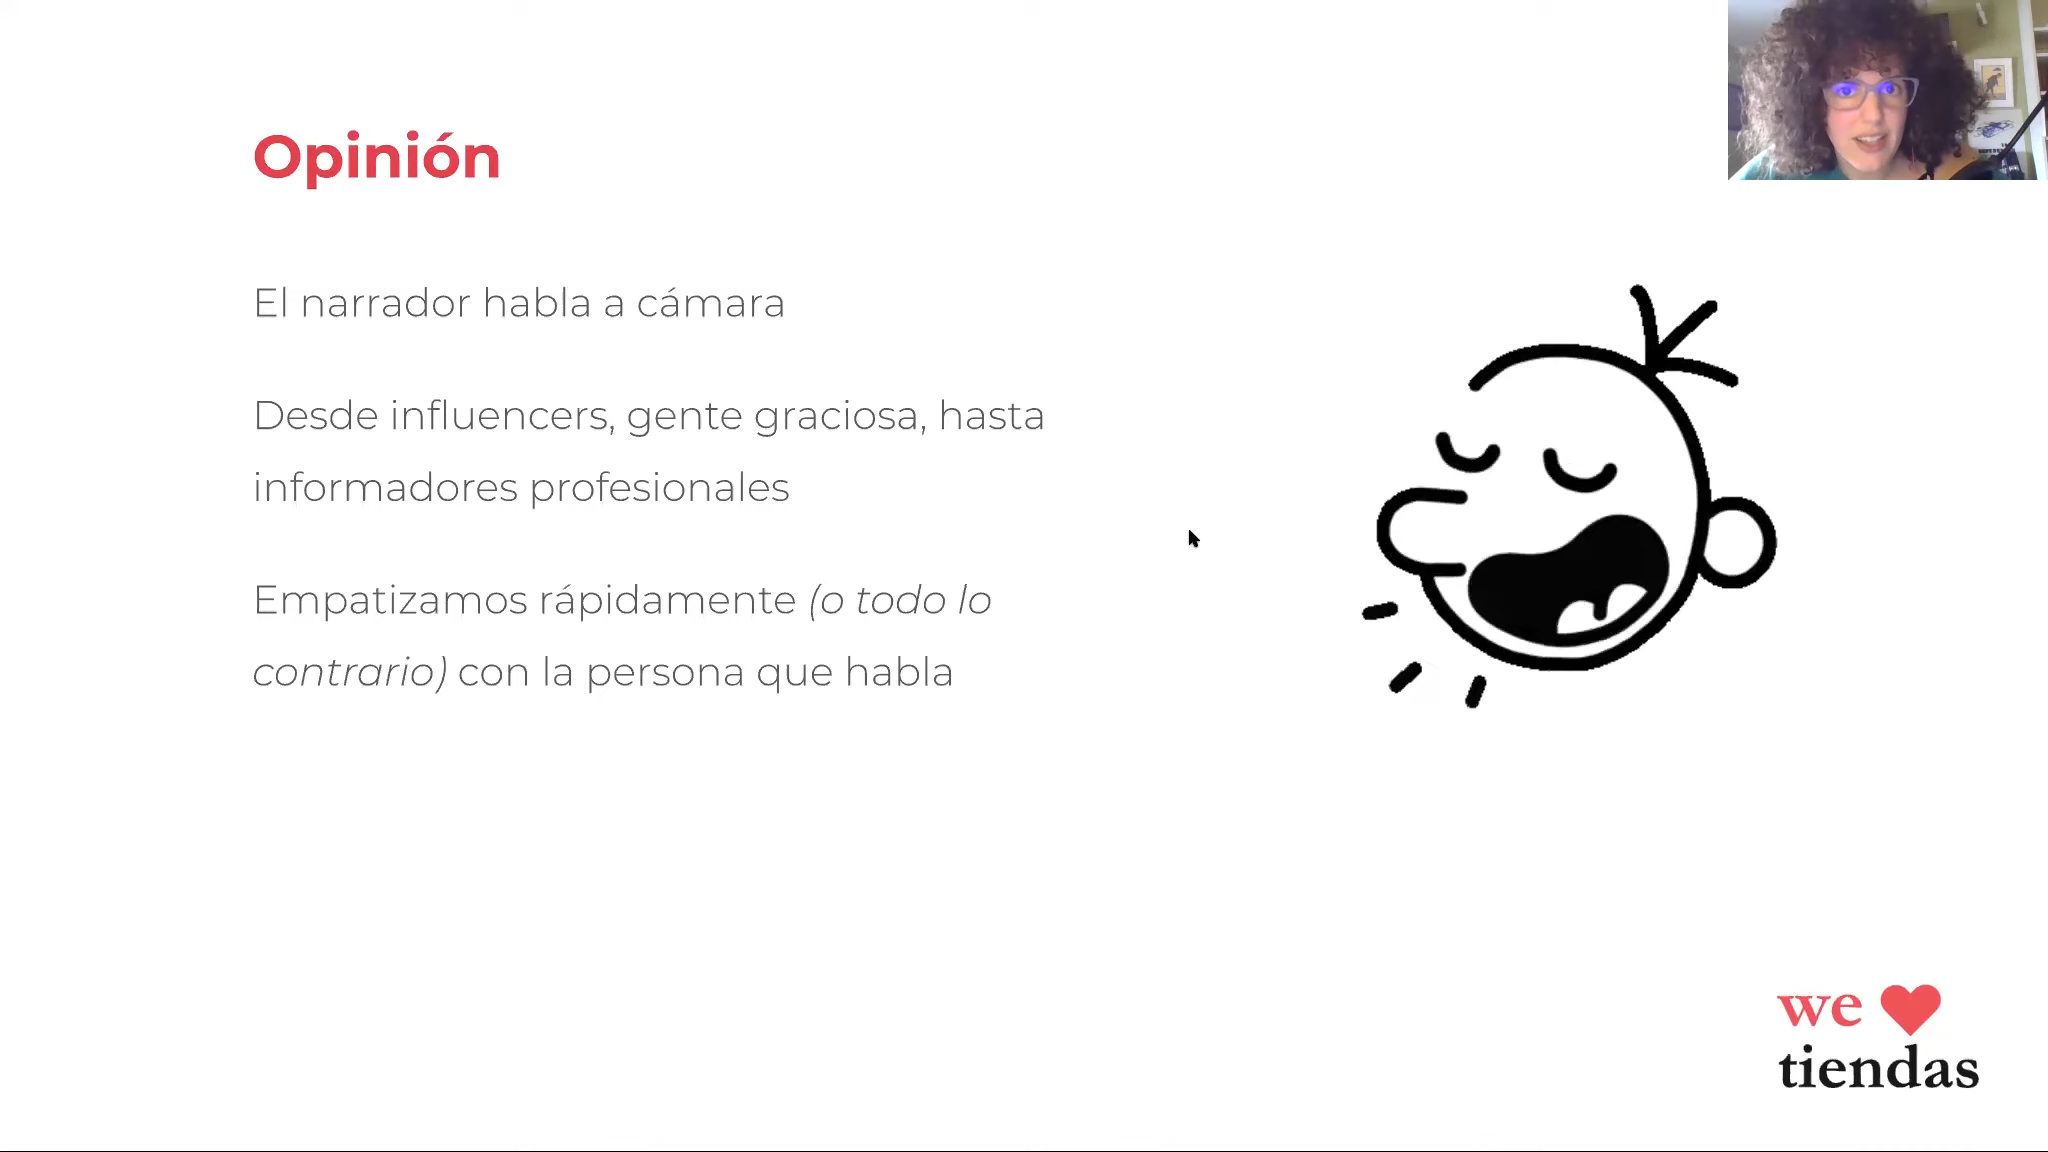 Opinión
El narrador habla a cámara
Desde influencers, gente graciosa, hasta
informadores profesionales
Empatizamos rápidamente (o todo lo
contrario) con la persona que habla
we
tiendas